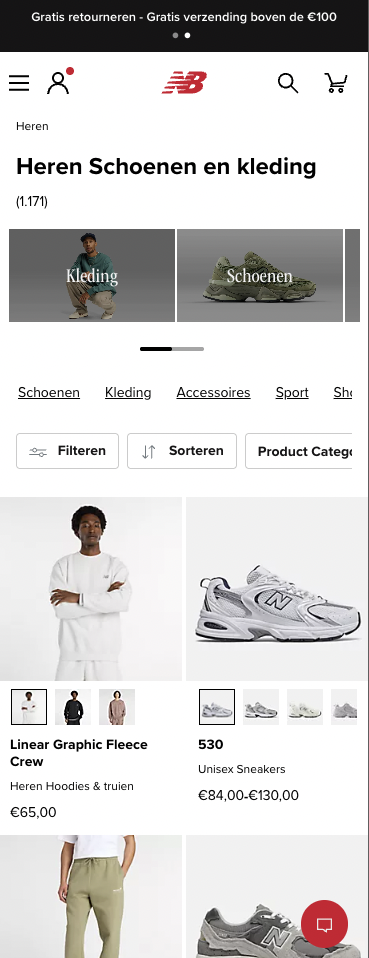 Gratis retourneren - Gratis verzending boven de €100
Heren
Heren Schoenen en kleding
(1.171)
Kleding
Schoenen
Schoenen Kleding Accessoires Sport Sho
Filteren
Sorteren
Product Catego
Linear Graphic Fleece
Crew
Heren Hoodies & truien
€65,00
530
Unisex Sneakers
€84,00-€130,00